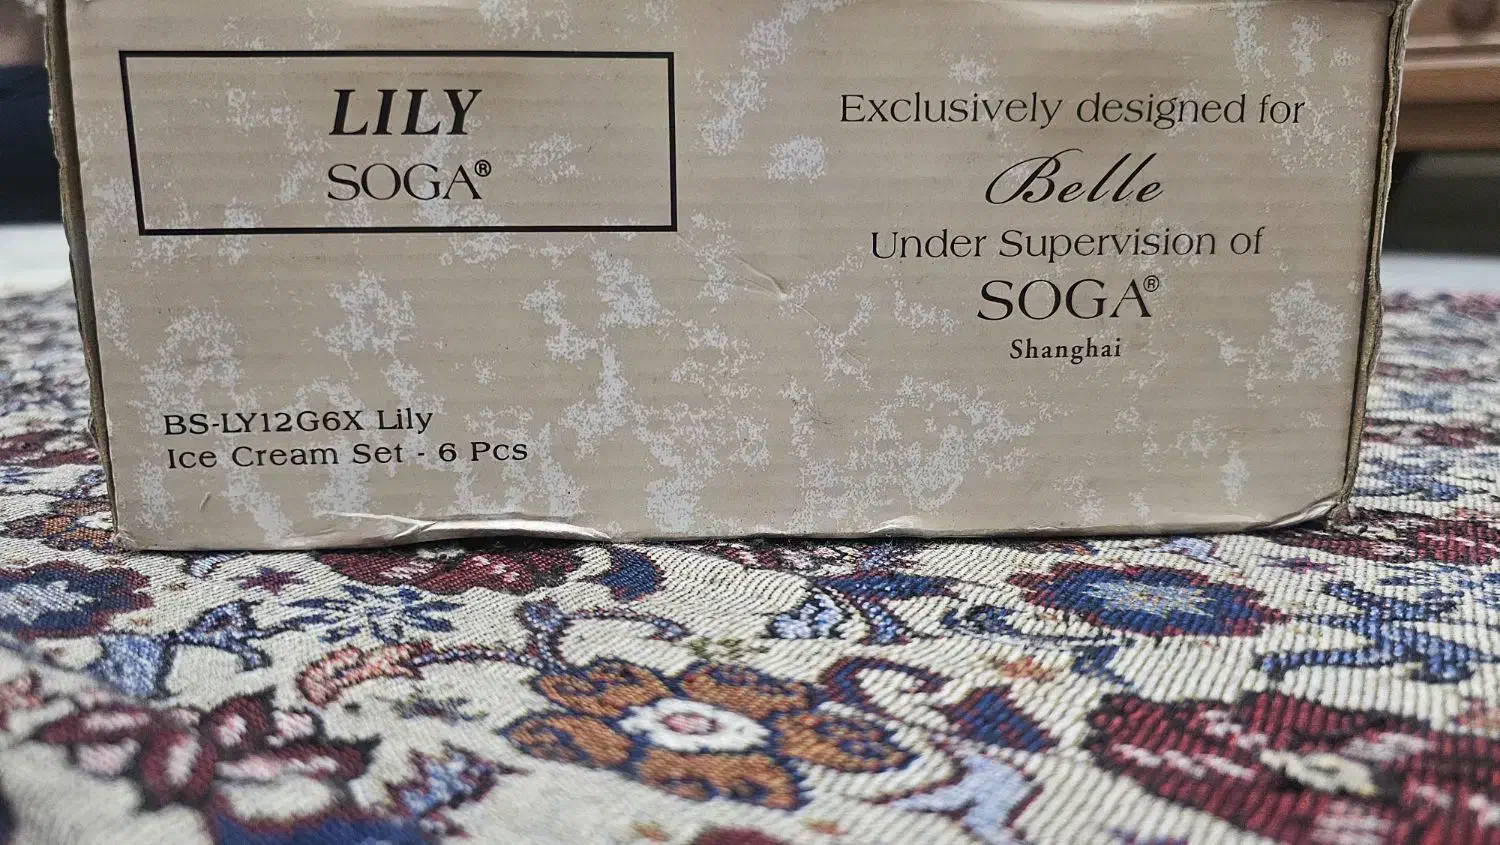 LILY
SOGA®
BS-LY12G6X Lily
Ice Cream Set - 6 Pcs
Exclusively designed for
Belle
Under Supervision of
SOGA®
Shanghai